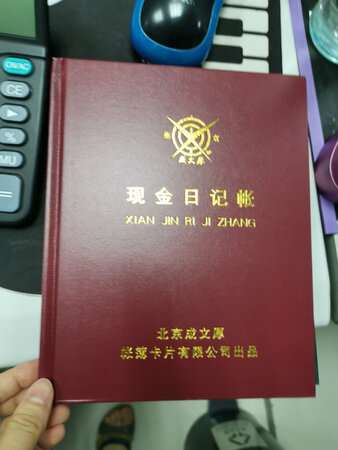 ON/AC
CE
%
MU
成文厚
现金日记帐
XIAN JIN RI JI ZHANG
北京成文厚
帐簿卡片有限公司出品